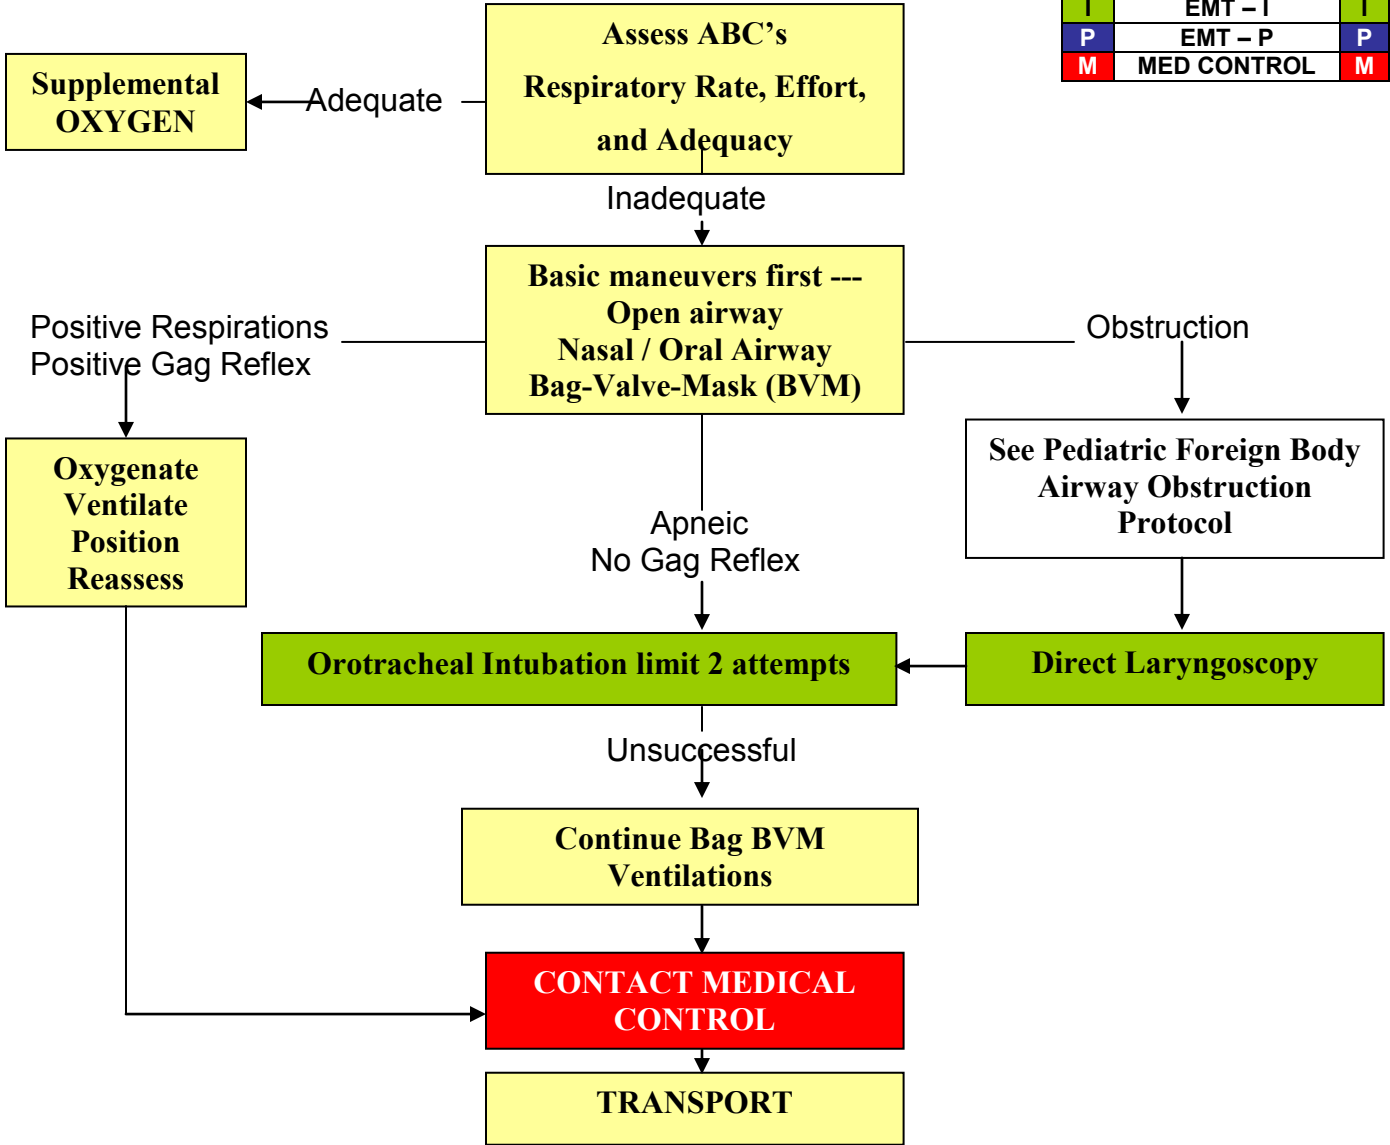 I EMT – I I
P EMT – P P
M MED CONTROL M
Assess ABC's
Respiratory Rate, Effort,
and Adequacy
Supplemental
OXYGEN
Adequate
Inadequate
Basic maneuvers first ---
Open airway
Nasal / Oral Airway
Bag-Valve-Mask (BVM)
Positive Respirations
Positive Gag Reflex
Obstruction
Oxygenate
Ventilate
Position
Reassess
See Pediatric Foreign Body
Airway Obstruction
Protocol
Apneic
No Gag Reflex
Orotracheal Intubation limit 2 attempts
Direct Laryngoscopy
Unsuccessful
Continue Bag BVM
Ventilations
CONTACT MEDICAL
CONTROL
TRANSPORT